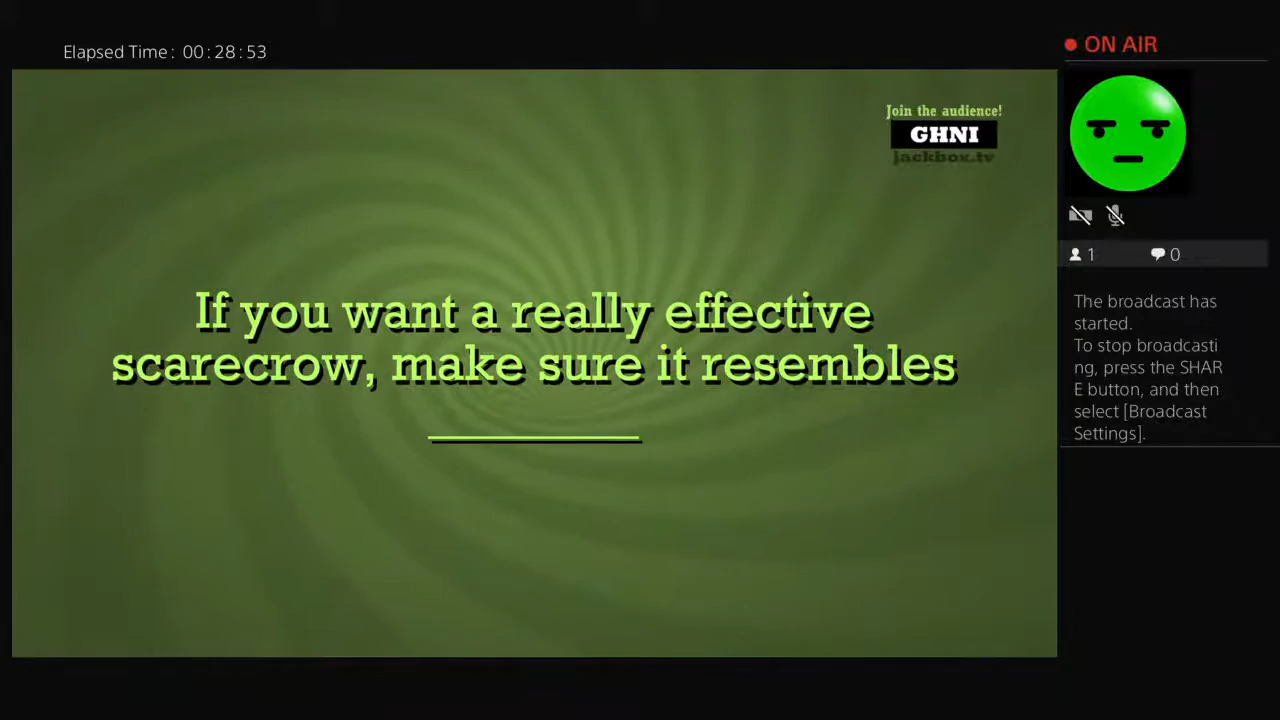 Elapsed Time: 00:28:53
ON AIR
Join the audience!
GHNI
jackbox.tv
1
0
If you want a really effective
scarecrow, make sure it resembles
The broadcast has
started.
To stop broadcasti
ng, press the SHAR
E button, and then
select [Broadcast
Settings].